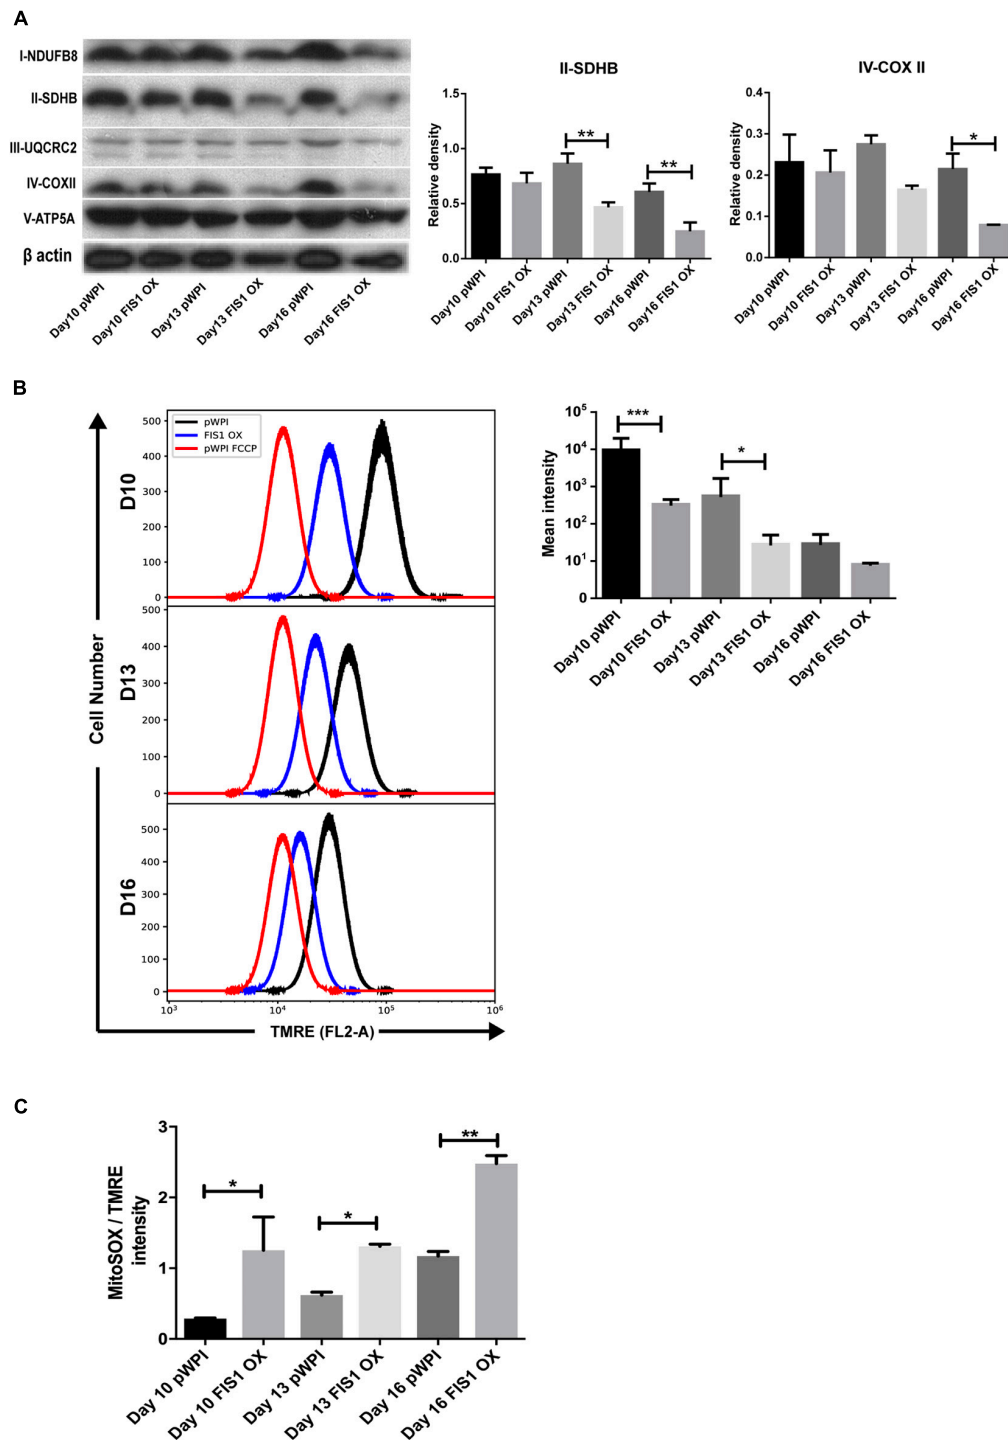 A
I-NDUFB8
II-SDHB
III-UQCRC2
IV-COXII
V-ATP5A
β actin
Day10 pWPI
Day10 FIS1 OX
Day13 pWPI
Day13 FIS1 OX
Day16 pWPI
Day16 FIS1 OX
II-SDHB
Relative density
1.5
1.0
0.5
0.0
**
**
Day10 pWPI
Day10 FIS1 OX
Day13 pWPI
Day13 FIS1 OX
Day16 pWPI
Day16 FIS1 OX
IV-COX II
Relative density
0.4
0.3
0.2
0.1
0.0
*
Day10 pWPI
Day10 FIS1 OX
Day13 pWPI
Day13 FIS1 OX
Day16 pWPI
Day16 FIS1 OX
B
Cell Number
D10
500
400
300
200
100
0
pWPI
FIS1 OX
pWPI FCCP
D13
500
400
300
200
100
0
D16
500
400
300
200
100
0
10³
10⁴
10⁵
10⁶
TMRE (FL2-A)
Mean intensity
10⁵
10⁴
10³
10²
10¹
0
***
*
Day10 pWPI
Day10 FIS1 OX
Day13 pWPI
Day13 FIS1 OX
Day16 pWPI
Day16 FIS1 OX
C
MitoSOX / TMRE
intensity
3
2
1
0
*
*
**
Day 10 pWPI
Day 10 FIS1 OX
Day 13 pWPI
Day 13 FIS1 OX
Day 16 pWPI
Day 16 FIS1 OX